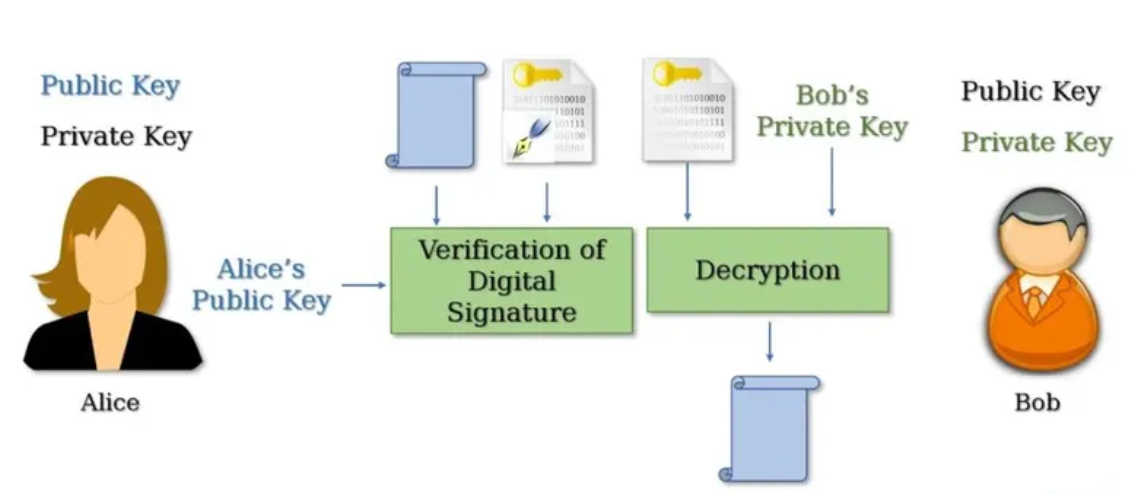 Public Key
Private Key
Alice's
Public Key
Alice
Verification of
Digital
Signature
Bob's
Private Key
Decryption
Public Key
Private Key
Bob